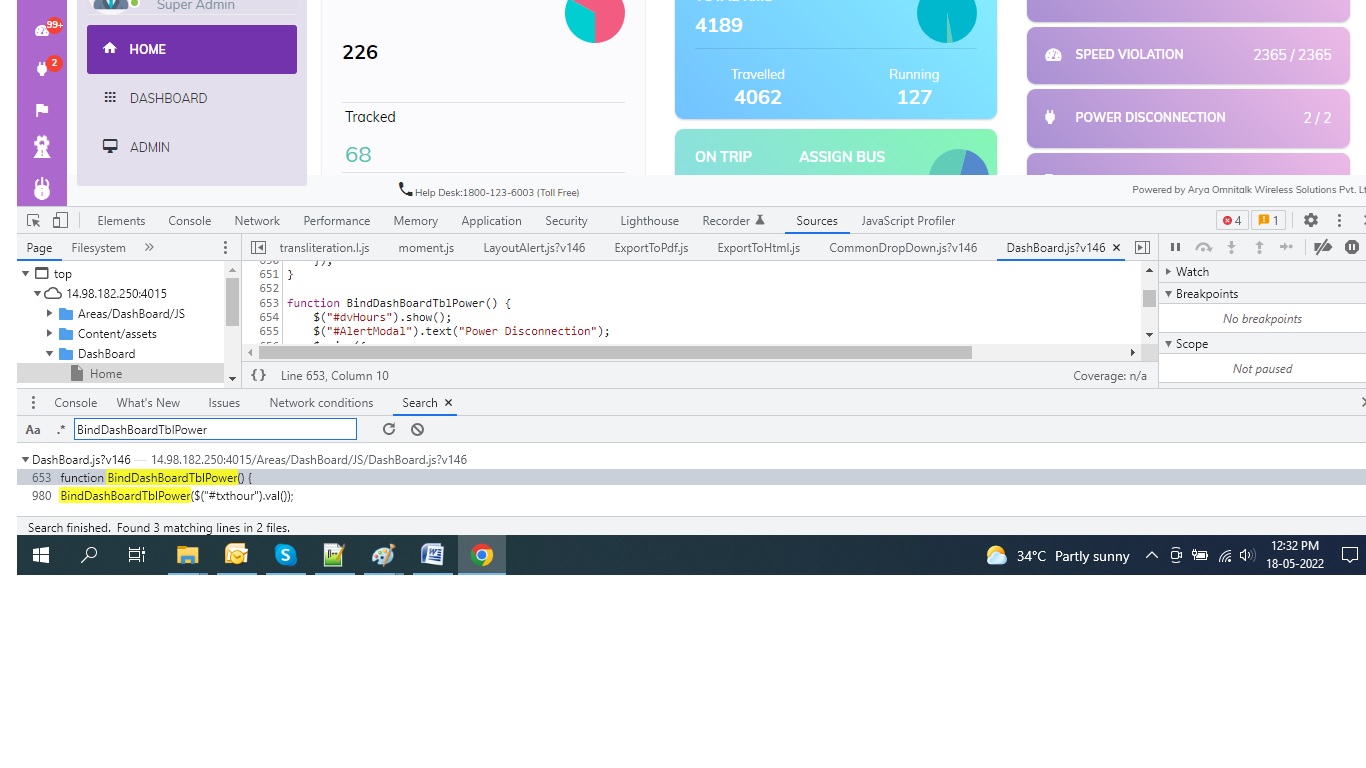 Super Admin
TOTAL KMS
99+
4189
HOME
226
SPEED VIOLATION 2365 / 2365
2
Travelled Running
DASHBOARD
4062 127
Tracked
POWER DISCONNECTION 2 / 2
ADMIN
68
ON TRIP ASSIGN BUS
Help Desk:1800-123-6003 (Toll Free)
Powered by Arya Omnitalk Wireless Solutions Pvt. Lt
Elements Console Network Performance Memory Application Security Lighthouse Recorder Sources JavaScript Profiler 4 1
Page Filesystem »
transliteration.I.js moment.js LayoutAlert.js?v146 ExportToPdf.js ExportToHtml.js CommonDropDown.js?v146 DashBoard.js?v146 ×
top
14.98.182.250:4015
Areas/DashBoard/JS
Content/assets
DashBoard
Home
650 });
651 }
652
653 function BindDashBoardTblPower() {
654 $("#dvHours").show();
655 $("#AlertModal").text("Power Disconnection");
{} Line 653, Column 10 Coverage: n/a
Watch
Breakpoints
No breakpoints
Scope
Not paused
Console What's New Issues Network conditions Search ×
Aa .* BindDashBoardTblPower
DashBoard.js?v146 — 14.98.182.250:4015/Areas/DashBoard/JS/DashBoard.js?v146
653 function BindDashBoardTblPower() {
980 BindDashBoardTblPower($("#txthour").val());
Search finished. Found 3 matching lines in 2 files.
34°C Partly sunny
12:32 PM
18-05-2022